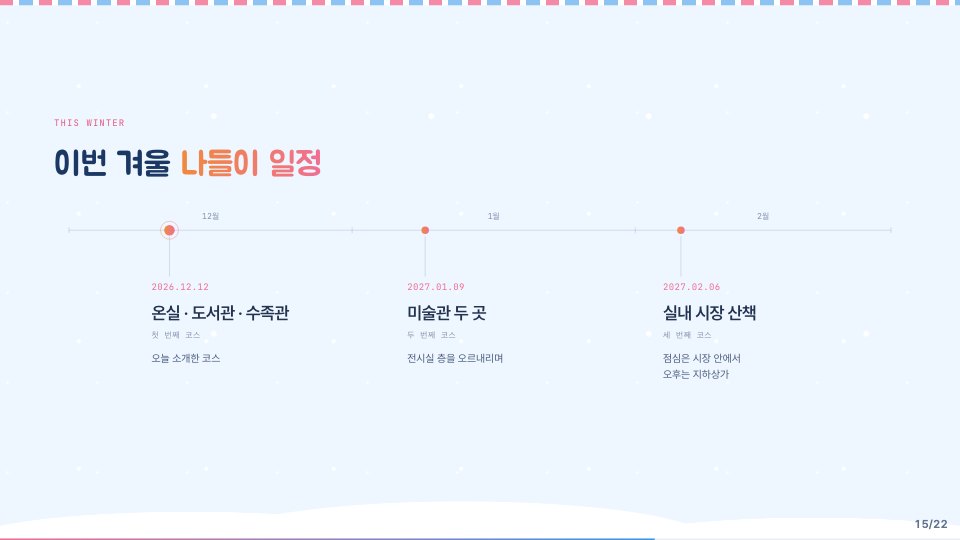 THIS WINTER
이번 겨울 나들이 일정
12월
1월
2월
2026.12.12
온실 · 도서관 · 수족관
첫 번째 코스
오늘 소개한 코스
2027.01.09
미술관 두 곳
두 번째 코스
전시실 층을 오르내리며
2027.02.06
실내 시장 산책
세 번째 코스
점심은 시장 안에서
오후는 지하상가
15/22